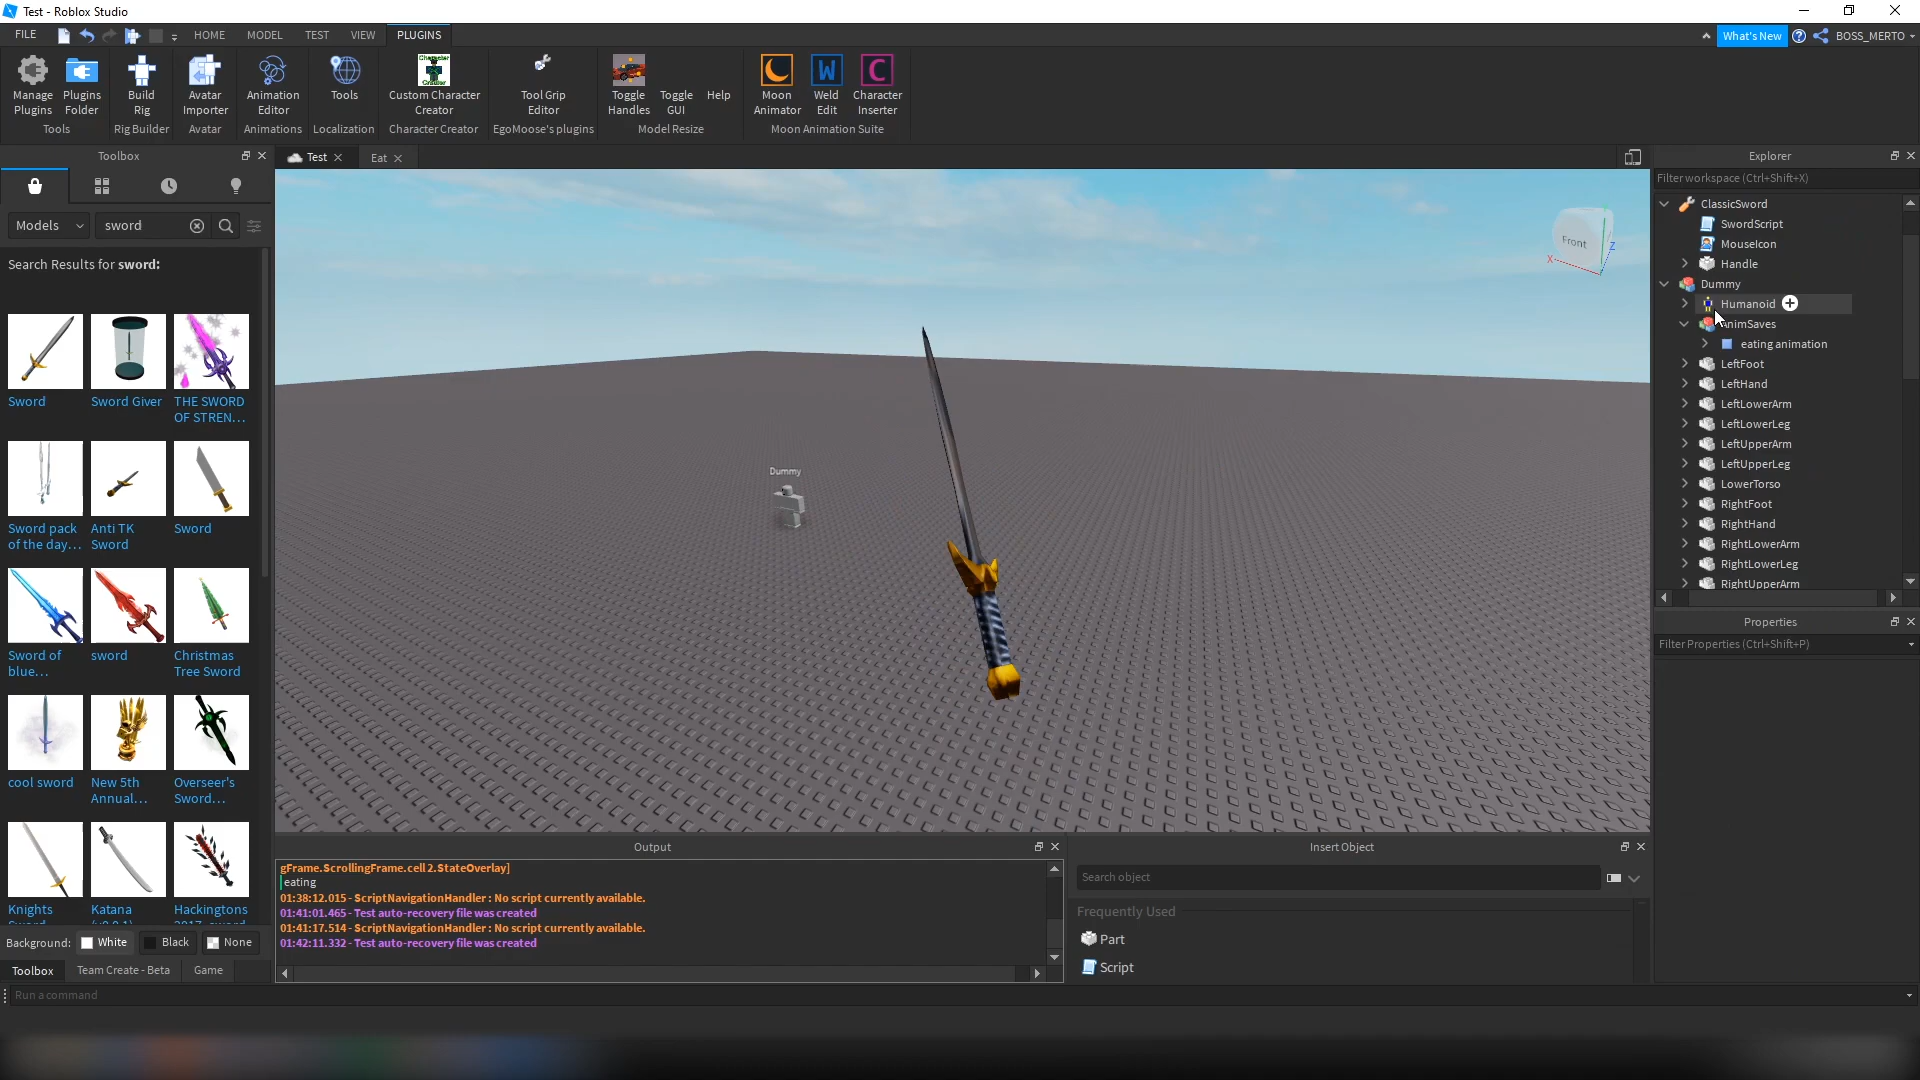 Test - Roblox Studio
FILE
HOME
MODEL
TEST
VIEW
PLUGINS
What's New
BOSS_MERTO
Manage Plugins
Plugins Folder
Build Rig
Avatar Importer
Animation Editor
Tools
Custom Character Creator
Tool Grip Editor
Toggle Handles
Toggle GUI
Help
Moon Animator
Weld Edit
Character Inserter
Tools
Rig Builder
Avatar
Animations
Localization
Character Creator
EgoMoose's plugins
Model Resize
Moon Animation Suite
Toolbox
Models
sword
Search Results for sword:
Sword
Sword Giver
THE SWORD OF STREN...
Sword pack of the day...
Anti TK Sword
Sword
Sword of blue...
sword
Christmas Tree Sword
cool sword
New 5th Annual...
Overseer's Sword...
Knights
Katana
Hackingtons
Background:
White
Black
None
Toolbox
Team Create - Beta
Game
Run a command
Test
Eat
Front
X
Z
Dummy
Output
gFrame.ScrollingFrame.cell 2.StateOverlay]
eating
01:38:12.015 - ScriptNavigationHandler : No script currently available.
01:41:01.465 - Test auto-recovery file was created
01:41:17.514 - ScriptNavigationHandler : No script currently available.
01:42:11.332 - Test auto-recovery file was created
Insert Object
Search object
Frequently Used
Part
Script
Explorer
Filter workspace (Ctrl+Shift+X)
ClassicSword
SwordScript
MouseIcon
Handle
Dummy
Humanoid
AnimSaves
eating animation
LeftFoot
LeftHand
LeftLowerArm
LeftLowerLeg
LeftUpperArm
LeftUpperLeg
LowerTorso
RightFoot
RightHand
RightLowerArm
RightLowerLeg
RightUpperArm
Properties
Filter Properties (Ctrl+Shift+P)